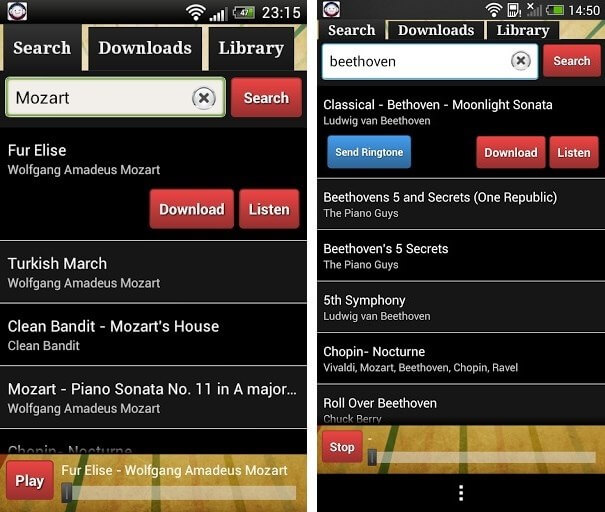 47
23:15
Search
Downloads
Library
Mozart
Search
Fur Elise
Wolfgang Amadeus Mozart
Download
Listen
Turkish March
Wolfgang Amadeus Mozart
Clean Bandit - Mozart's House
Clean Bandit
Mozart - Piano Sonata No. 11 in A major...
Wolfgang Amadeus Mozart
Chopin- Nocturne
Fur Elise - Wolfgang Amadeus Mozart
Play
14:50
Search
Downloads
Library
beethoven
Search
Classical - Bethoven - Moonlight Sonata
Ludwig van Beethoven
Send Ringtone
Download
Listen
Beethovens 5 and Secrets (One Republic)
The Piano Guys
Beethoven's 5 Secrets
The Piano Guys
5th Symphony
Ludwig van Beethoven
Chopin- Nocturne
Vivaldi, Mozart, Beethoven, Chopin, Ravel
Roll Over Beethoven
Chuck Berry
-
Stop